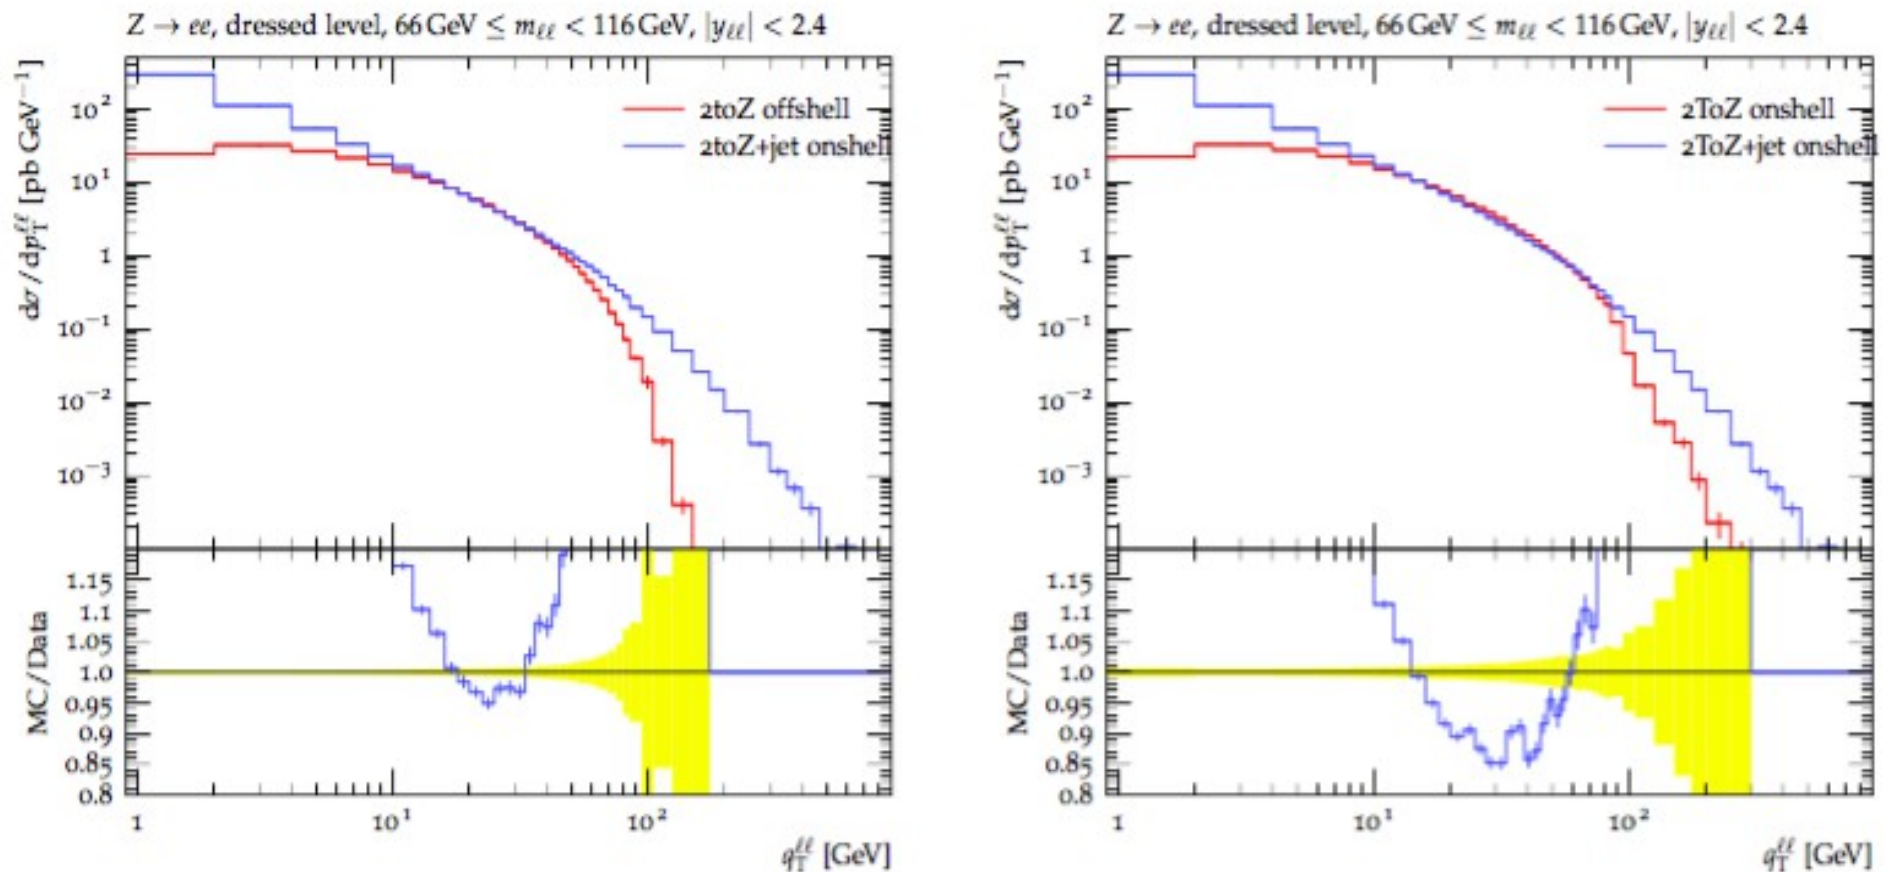 Z → ee, dressed level, 66 GeV ≤ mℓℓ < 116 GeV, |yℓℓ| < 2.4
dσ/dp_T^ℓℓ [pb GeV⁻¹]
10²
10¹
1
10⁻¹
10⁻²
10⁻³
2toZ offshell
2toZ+jet onshell
MC/Data
1.15
1.1
1.05
1.0
0.95
0.9
0.85
0.8
1
10¹
10²
q_T^ℓℓ [GeV]
Z → ee, dressed level, 66 GeV ≤ mℓℓ < 116 GeV, |yℓℓ| < 2.4
dσ/dp_T^ℓℓ [pb GeV⁻¹]
10²
10¹
1
10⁻¹
10⁻²
10⁻³
2ToZ onshell
2ToZ+jet onshell
MC/Data
1.15
1.1
1.05
1.0
0.95
0.9
0.85
0.8
1
10¹
10²
q_T^ℓℓ [GeV]